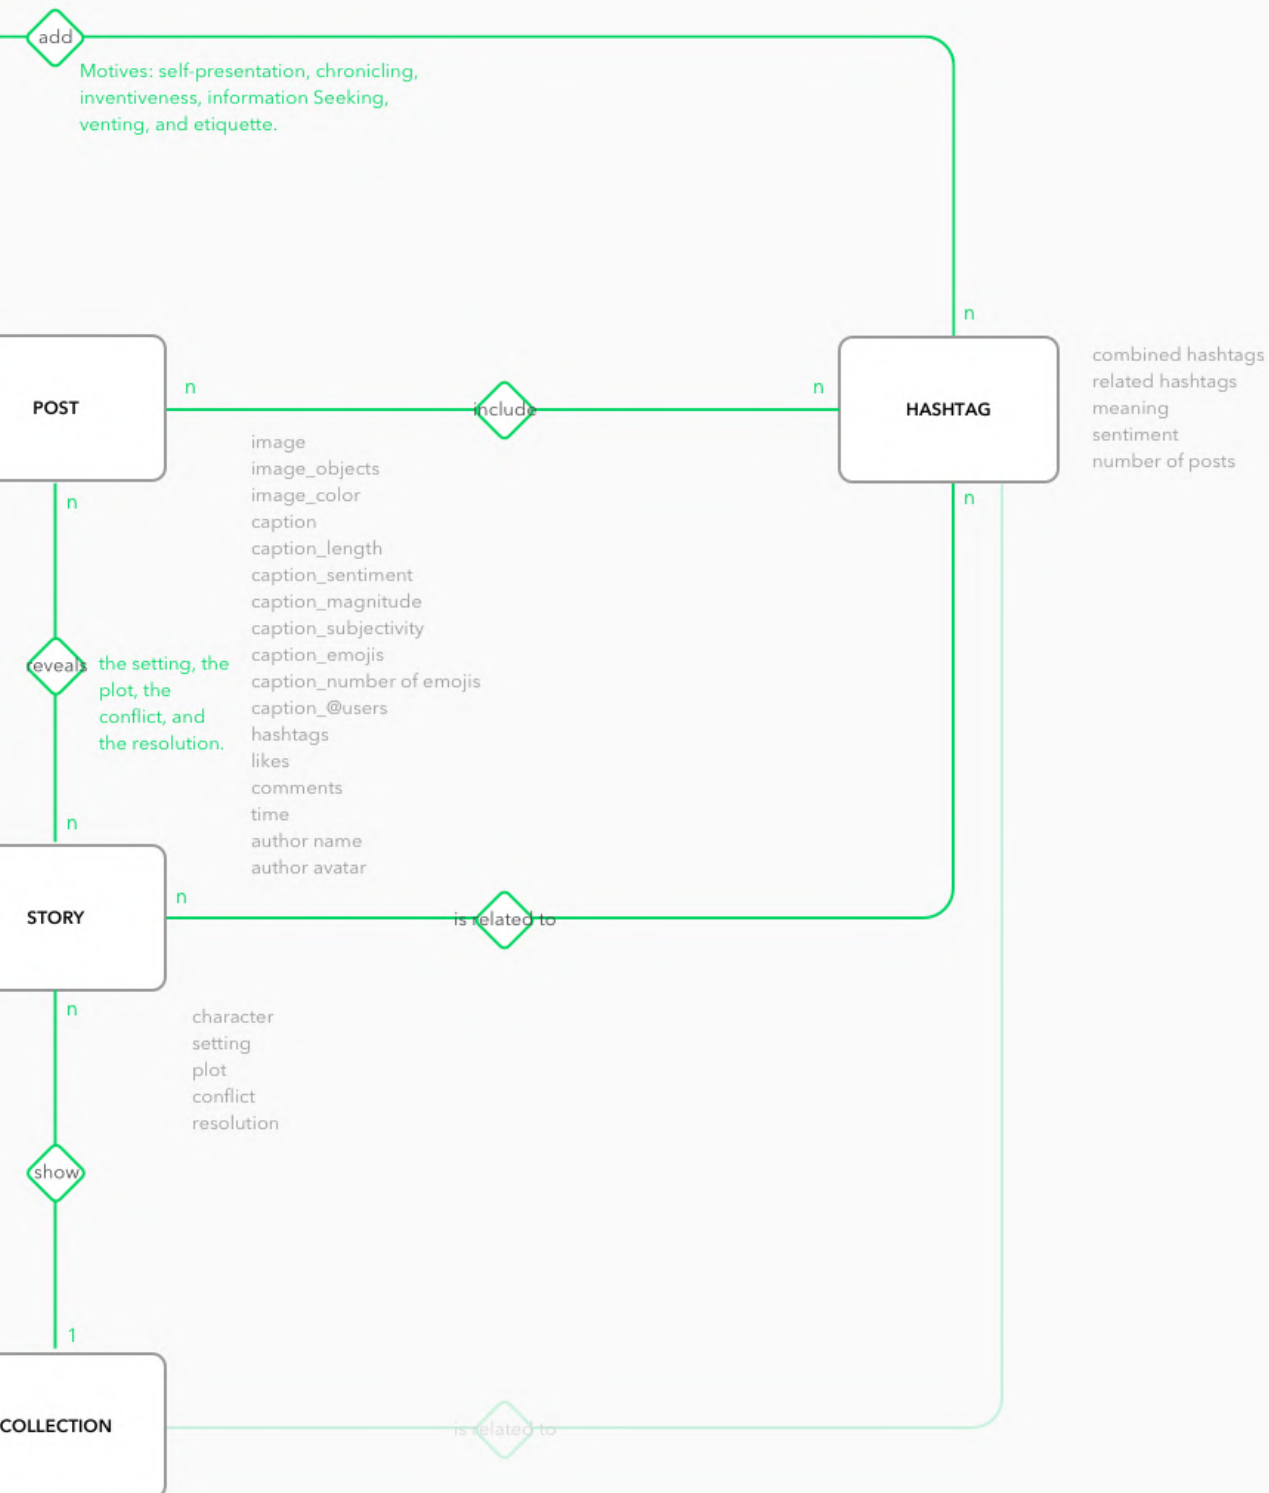 add
Motives: self-presentation, chronicling,
inventiveness, information Seeking,
venting, and etiquette.
n
POST
n
include
n
HASHTAG
combined hashtags
related hashtags
meaning
sentiment
number of posts
n
n
image
image_objects
image_color
caption
caption_length
caption_sentiment
caption_magnitude
caption_subjectivity
caption_emojis
caption_number of emojis
caption_@users
hashtags
likes
comments
time
author name
author avatar
reveals
the setting, the
plot, the
conflict, and
the resolution.
n
STORY
n
is related to
n
character
setting
plot
conflict
resolution
show
1
COLLECTION
is related to